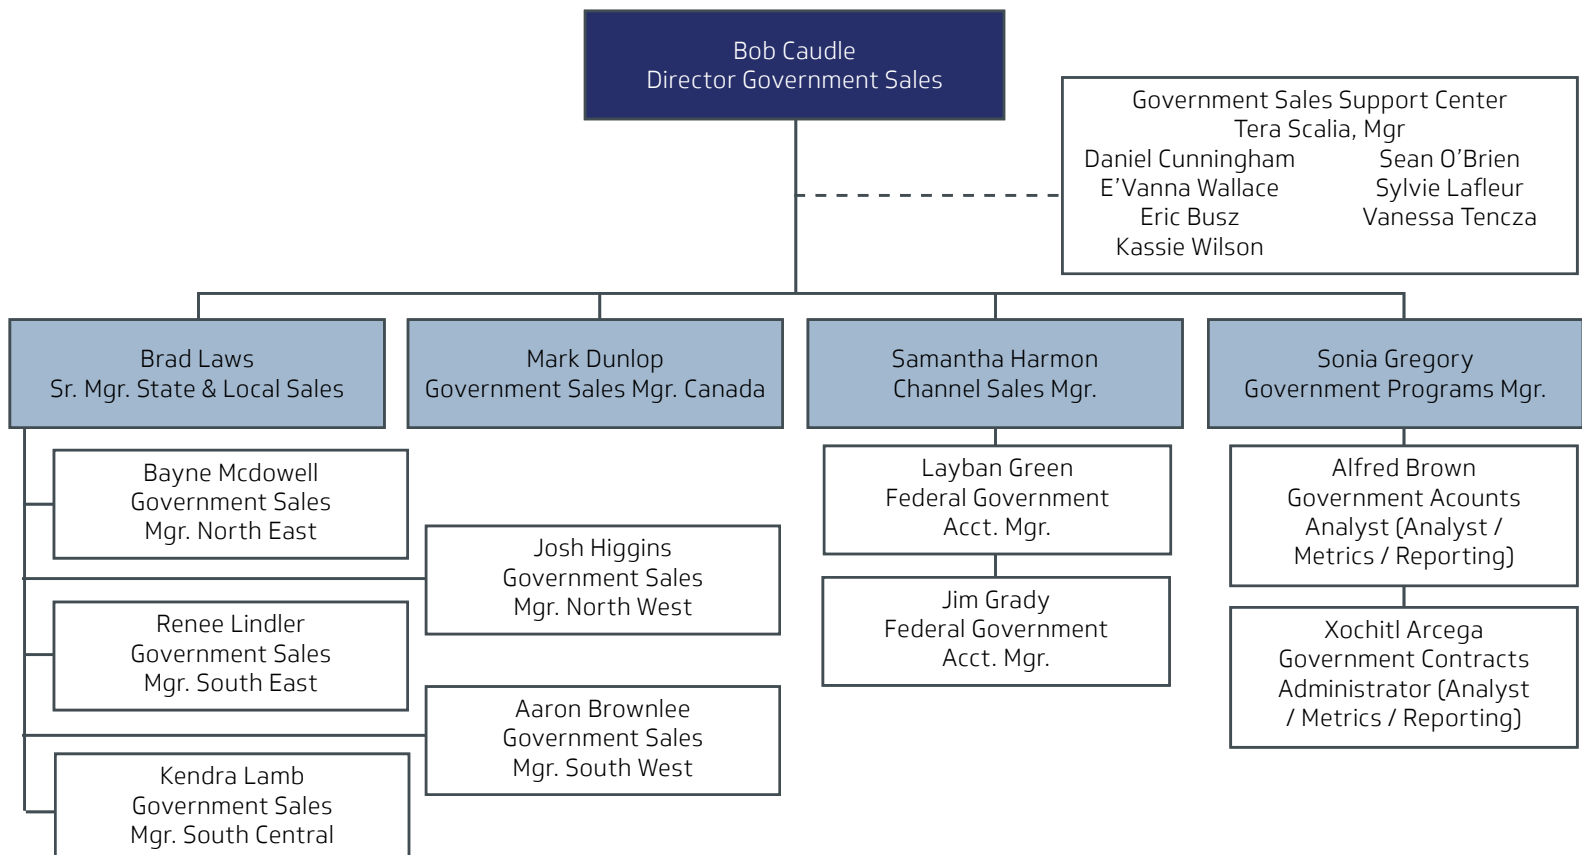 Bob Caudle
Director Government Sales
Government Sales Support Center
Tera Scalia, Mgr
Daniel Cunningham
E’Vanna Wallace
Eric Busz
Kassie Wilson
Sean O’Brien
Sylvie Lafleur
Vanessa Tencza
Brad Laws
Sr. Mgr. State & Local Sales
Mark Dunlop
Government Sales Mgr. Canada
Samantha Harmon
Channel Sales Mgr.
Sonia Gregory
Government Programs Mgr.
Bayne Mcdowell
Government Sales
Mgr. North East
Josh Higgins
Government Sales
Mgr. North West
Renee Lindler
Government Sales
Mgr. South East
Aaron Brownlee
Government Sales
Mgr. South West
Kendra Lamb
Government Sales
Mgr. South Central
Layban Green
Federal Government
Acct. Mgr.
Jim Grady
Federal Government
Acct. Mgr.
Alfred Brown
Government Acounts
Analyst (Analyst /
Metrics / Reporting)
Xochitl Arcega
Government Contracts
Administrator (Analyst
/ Metrics / Reporting)